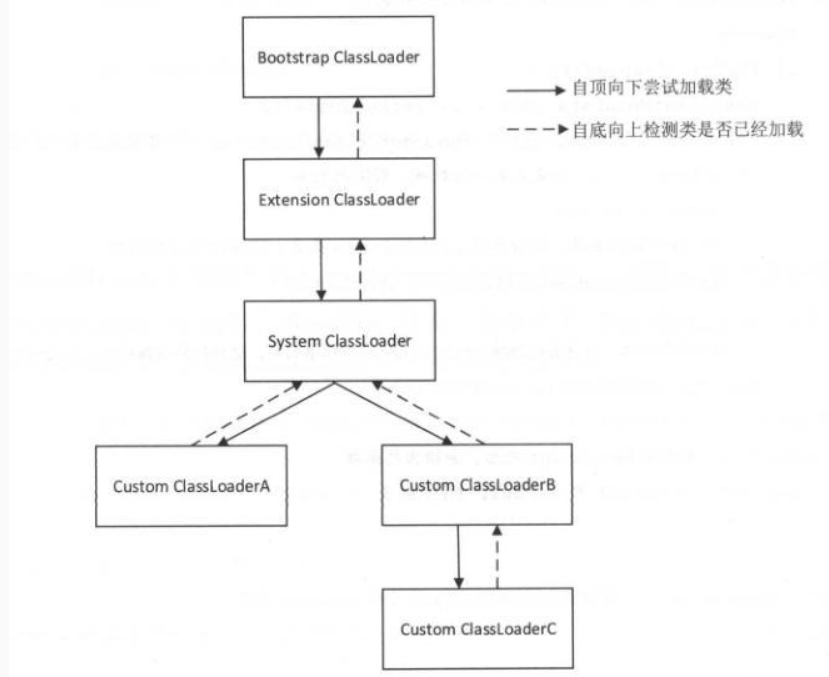 Bootstrap ClassLoader
自顶向下尝试加载类
自底向上检测类是否已经加载
Extension ClassLoader
System ClassLoader
Custom ClassLoaderA
Custom ClassLoaderB
Custom ClassLoaderC